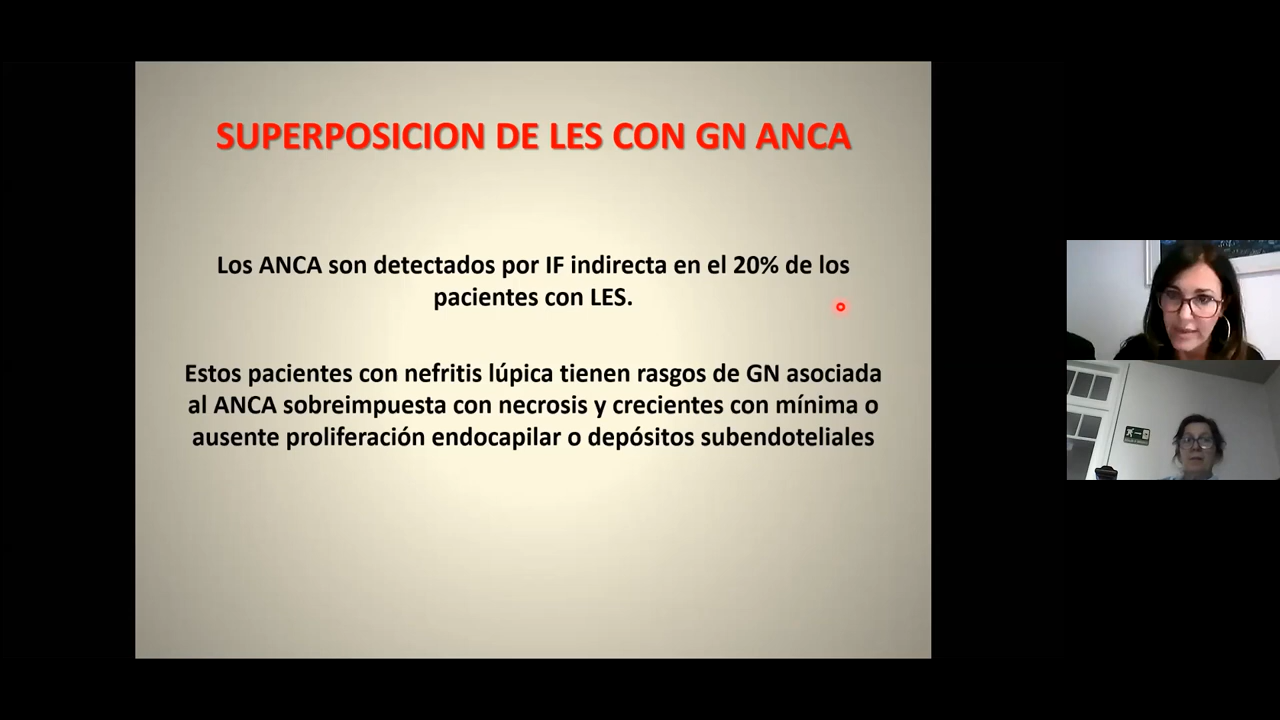 SUPERPOSICION DE LES CON GN ANCA
Los ANCA son detectados por IF indirecta en el 20% de los
pacientes con LES.
Estos pacientes con nefritis lúpica tienen rasgos de GN asociada
al ANCA sobreimpuesta con necrosis y crecientes con mínima o
ausente proliferación endocapilar o depósitos subendoteliales